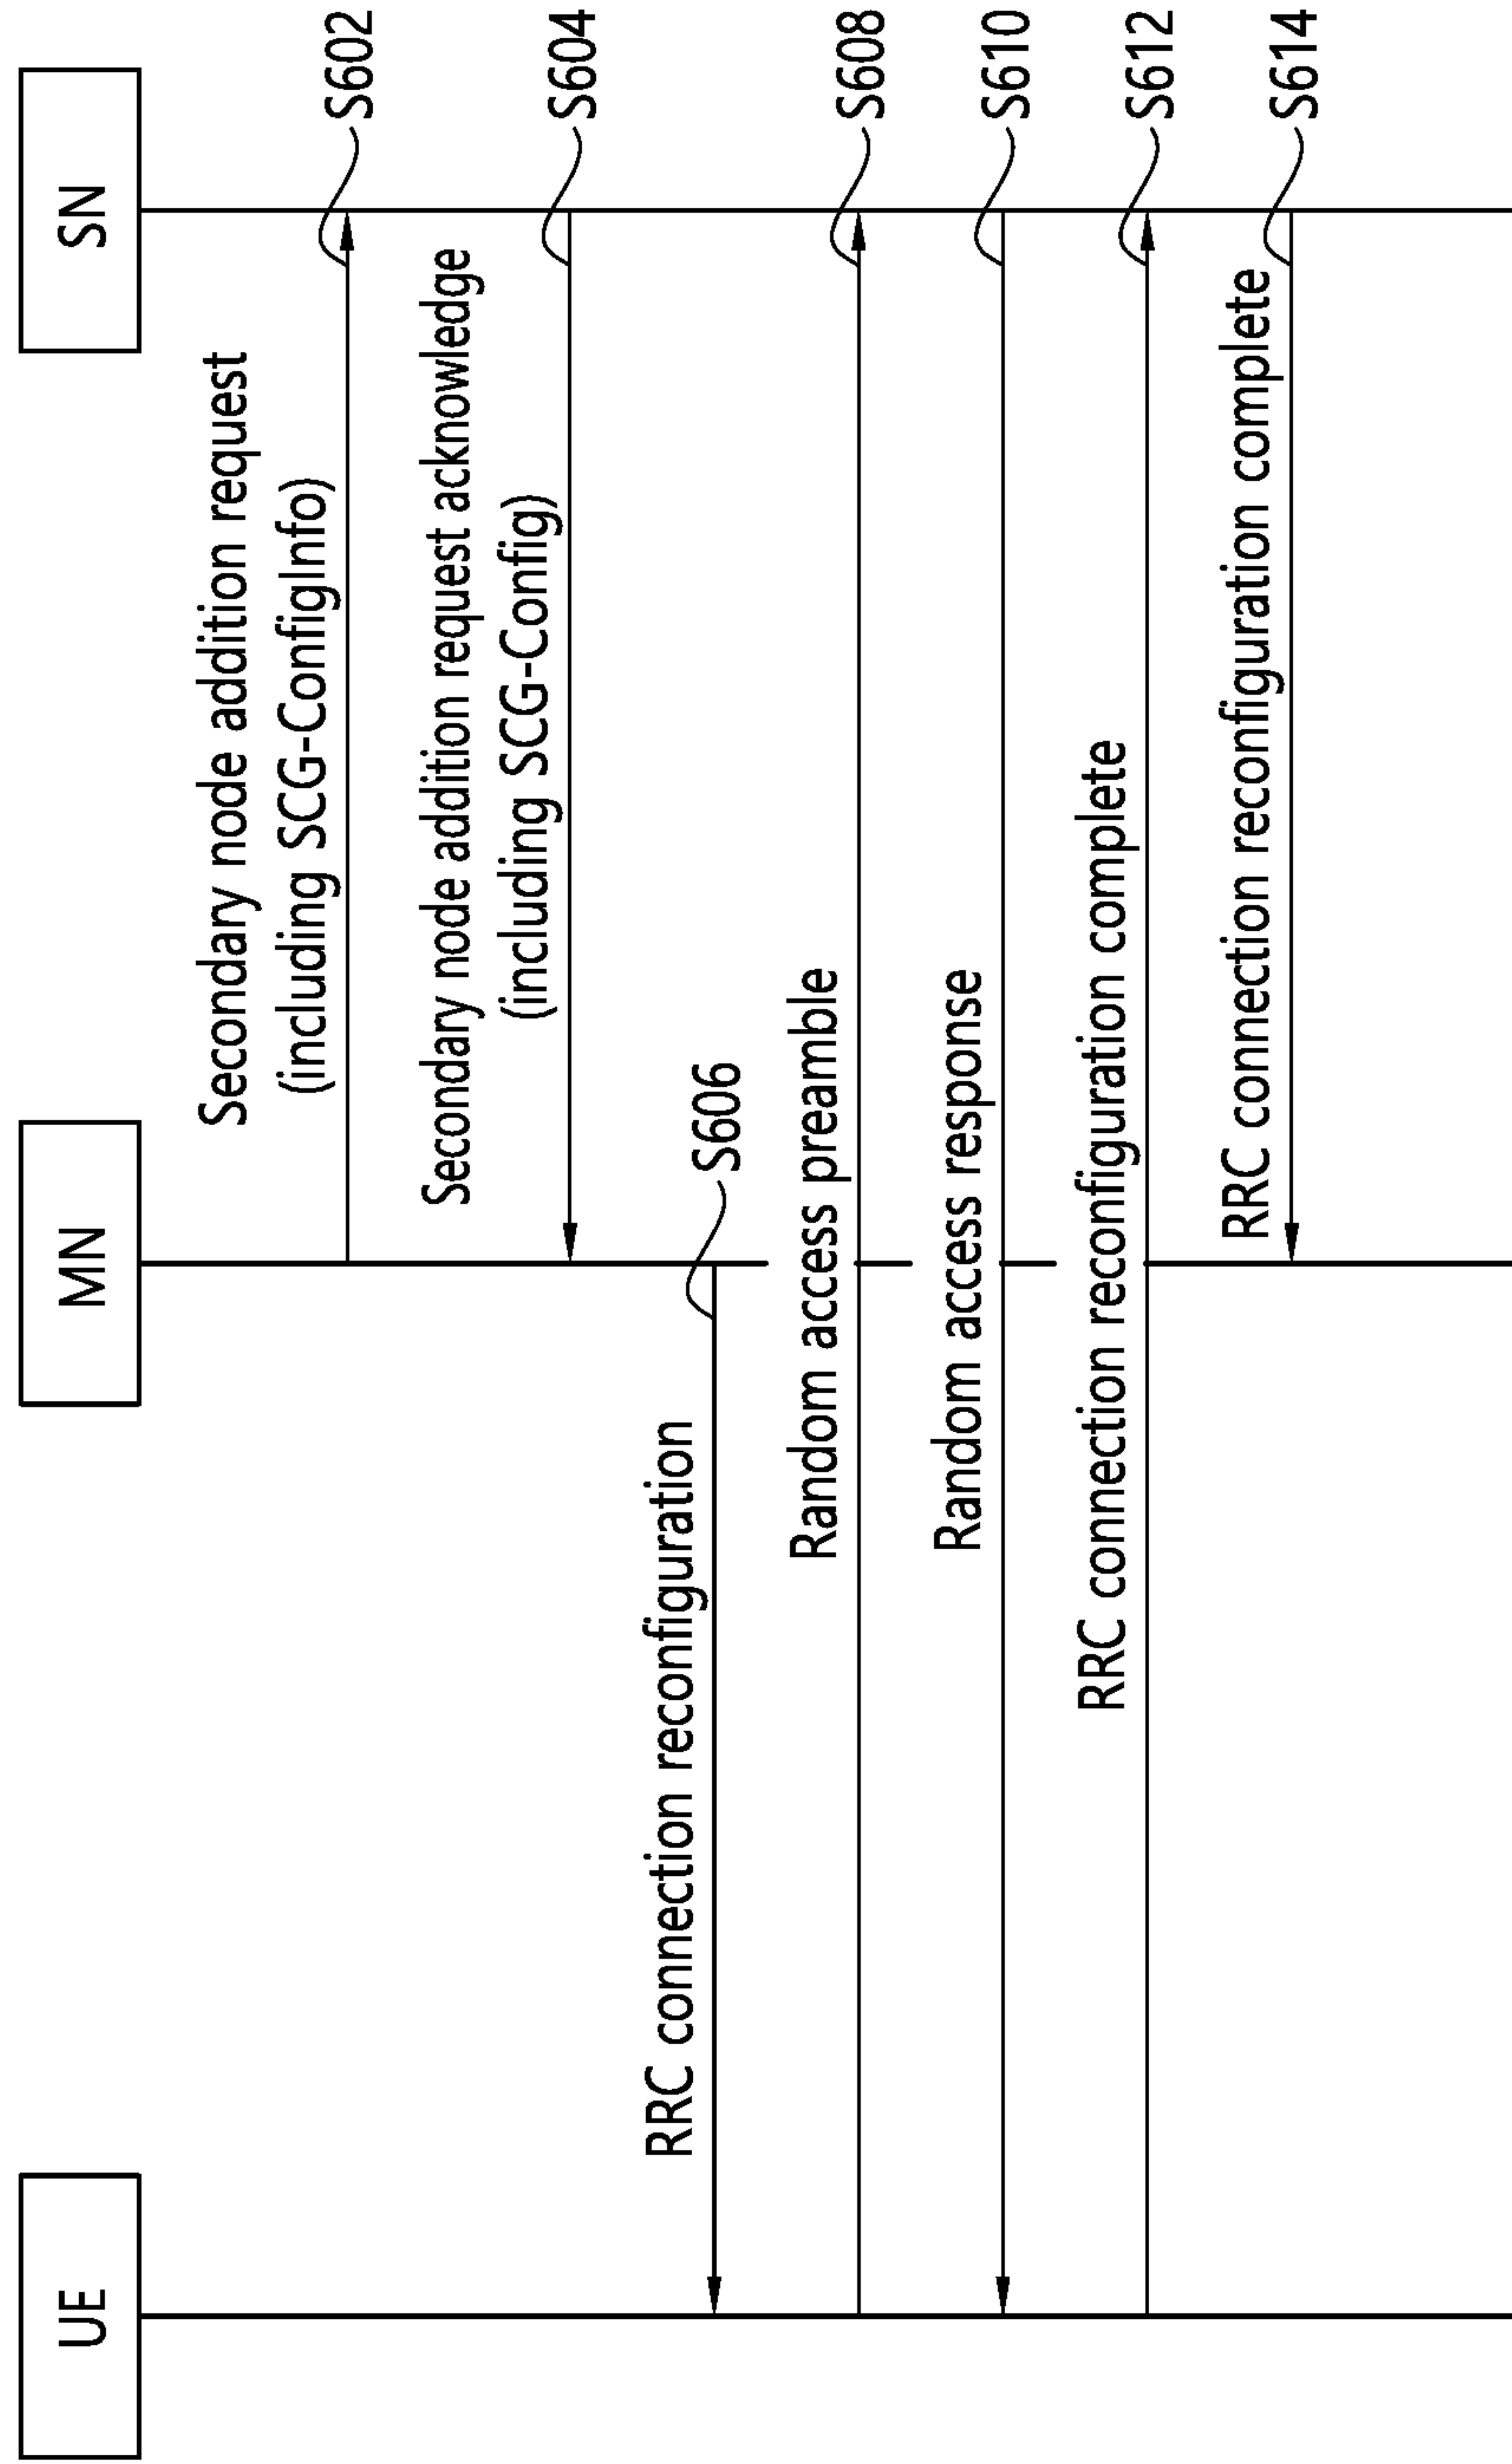 UE
MN
SN
Secondary node addition request
(including SCG-ConfigInfo)
S602
Secondary node addition request acknowledge
(including SCG-Config)
S604
RRC connection reconfiguration
S606
Random access preamble
S608
Random access response
S610
RRC connection reconfiguration complete
S612
RRC connection reconfiguration complete
S614